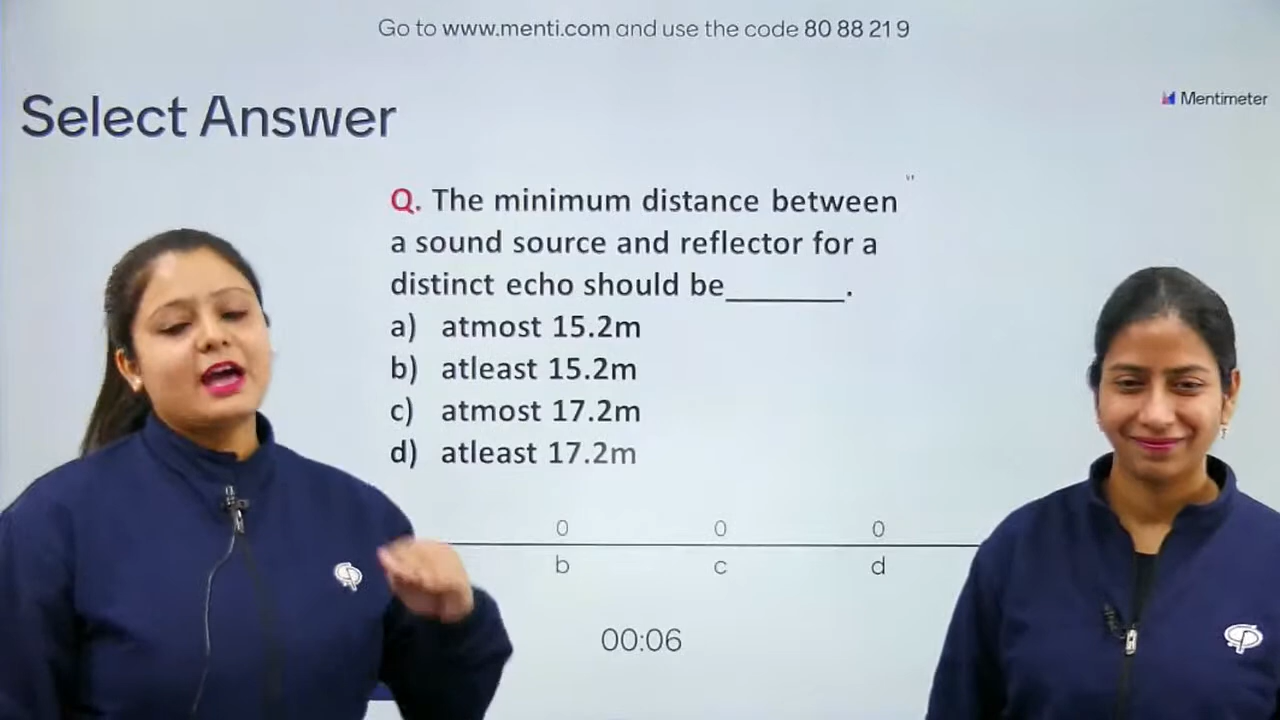 Go to www.menti.com and use the code 80 88 21 9
Select Answer
Mentimeter
Q. The minimum distance between
a sound source and reflector for a
distinct echo should be_______.
a) atmost 15.2m
b) atleast 15.2m
c) atmost 17.2m
d) atleast 17.2m
0 0 0
b c d
00:06